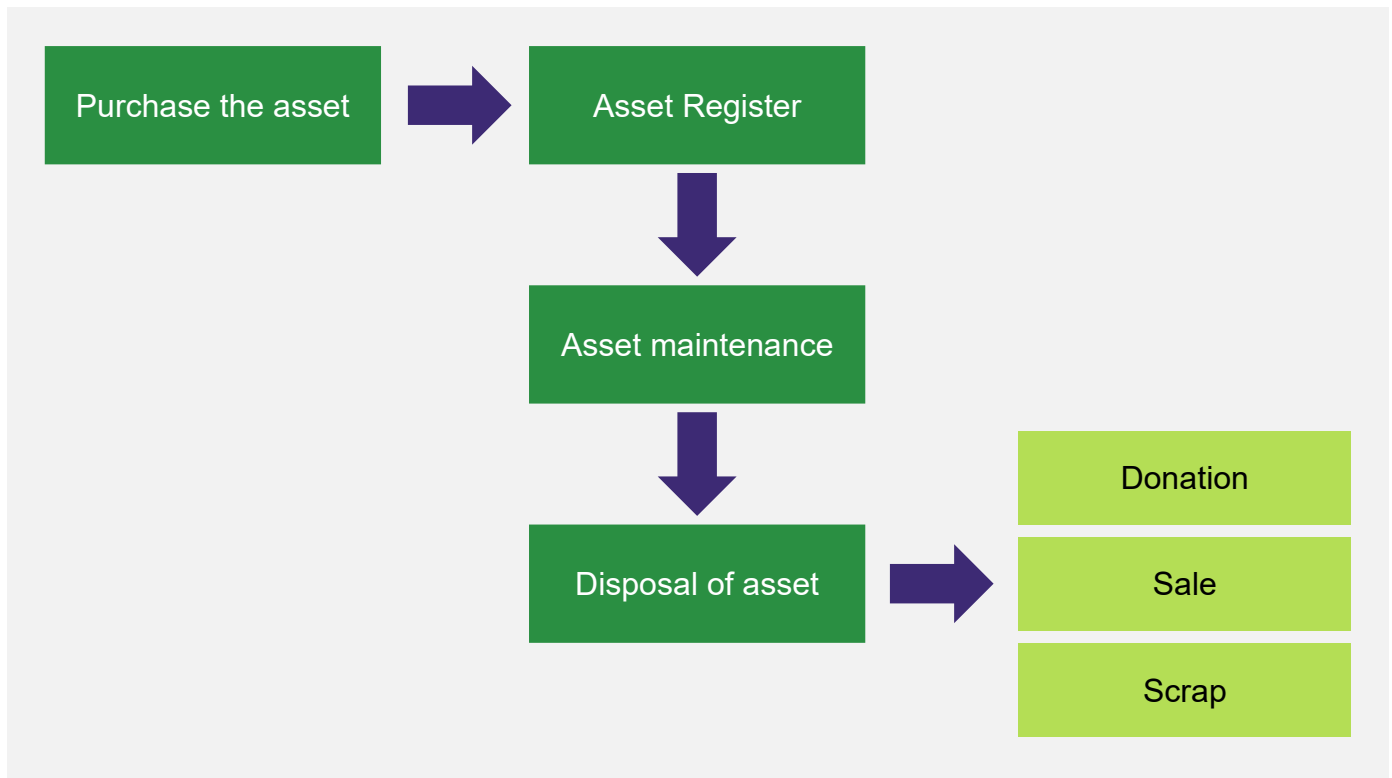 Purchase the asset
Asset Register
Asset maintenance
Disposal of asset
Donation
Sale
Scrap